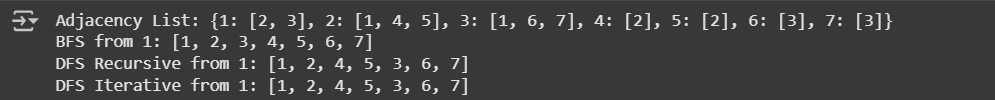 Adjacency List: {1: [2, 3], 2: [1, 4, 5], 3: [1, 6, 7], 4: [2], 5: [2], 6: [3], 7: [3]}
BFS from 1: [1, 2, 3, 4, 5, 6, 7]
DFS Recursive from 1: [1, 2, 4, 5, 3, 6, 7]
DFS Iterative from 1: [1, 2, 4, 5, 3, 6, 7]